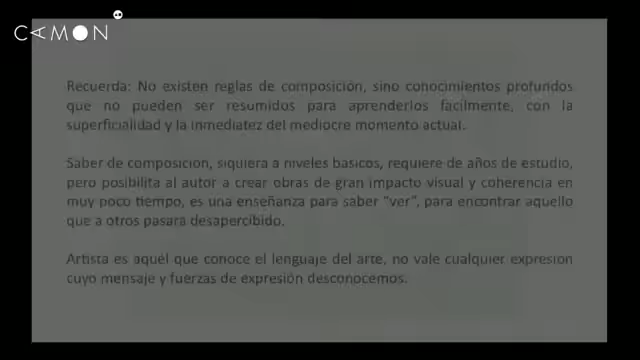 CAMON
Recuerda: No existen reglas de composición, sino conocimientos profundos
que no pueden ser resumidos para aprenderlos facilmente, con la
superficialidad y la inmediatez del mediocre momento actual.
Saber de composición, siquiera a niveles basicos, requiere de años de estudio,
pero posibilita al autor a crear obras de gran impacto visual y coherencia en
muy poco tiempo, es una enseñanza para saber “ver”, para encontrar aquello
que a otros pasara desapercibido.
Artista es aquél que conoce el lenguaje del arte, no vale cualquier expresion
cuyo mensaje y fuerzas de expresión desconocemos.